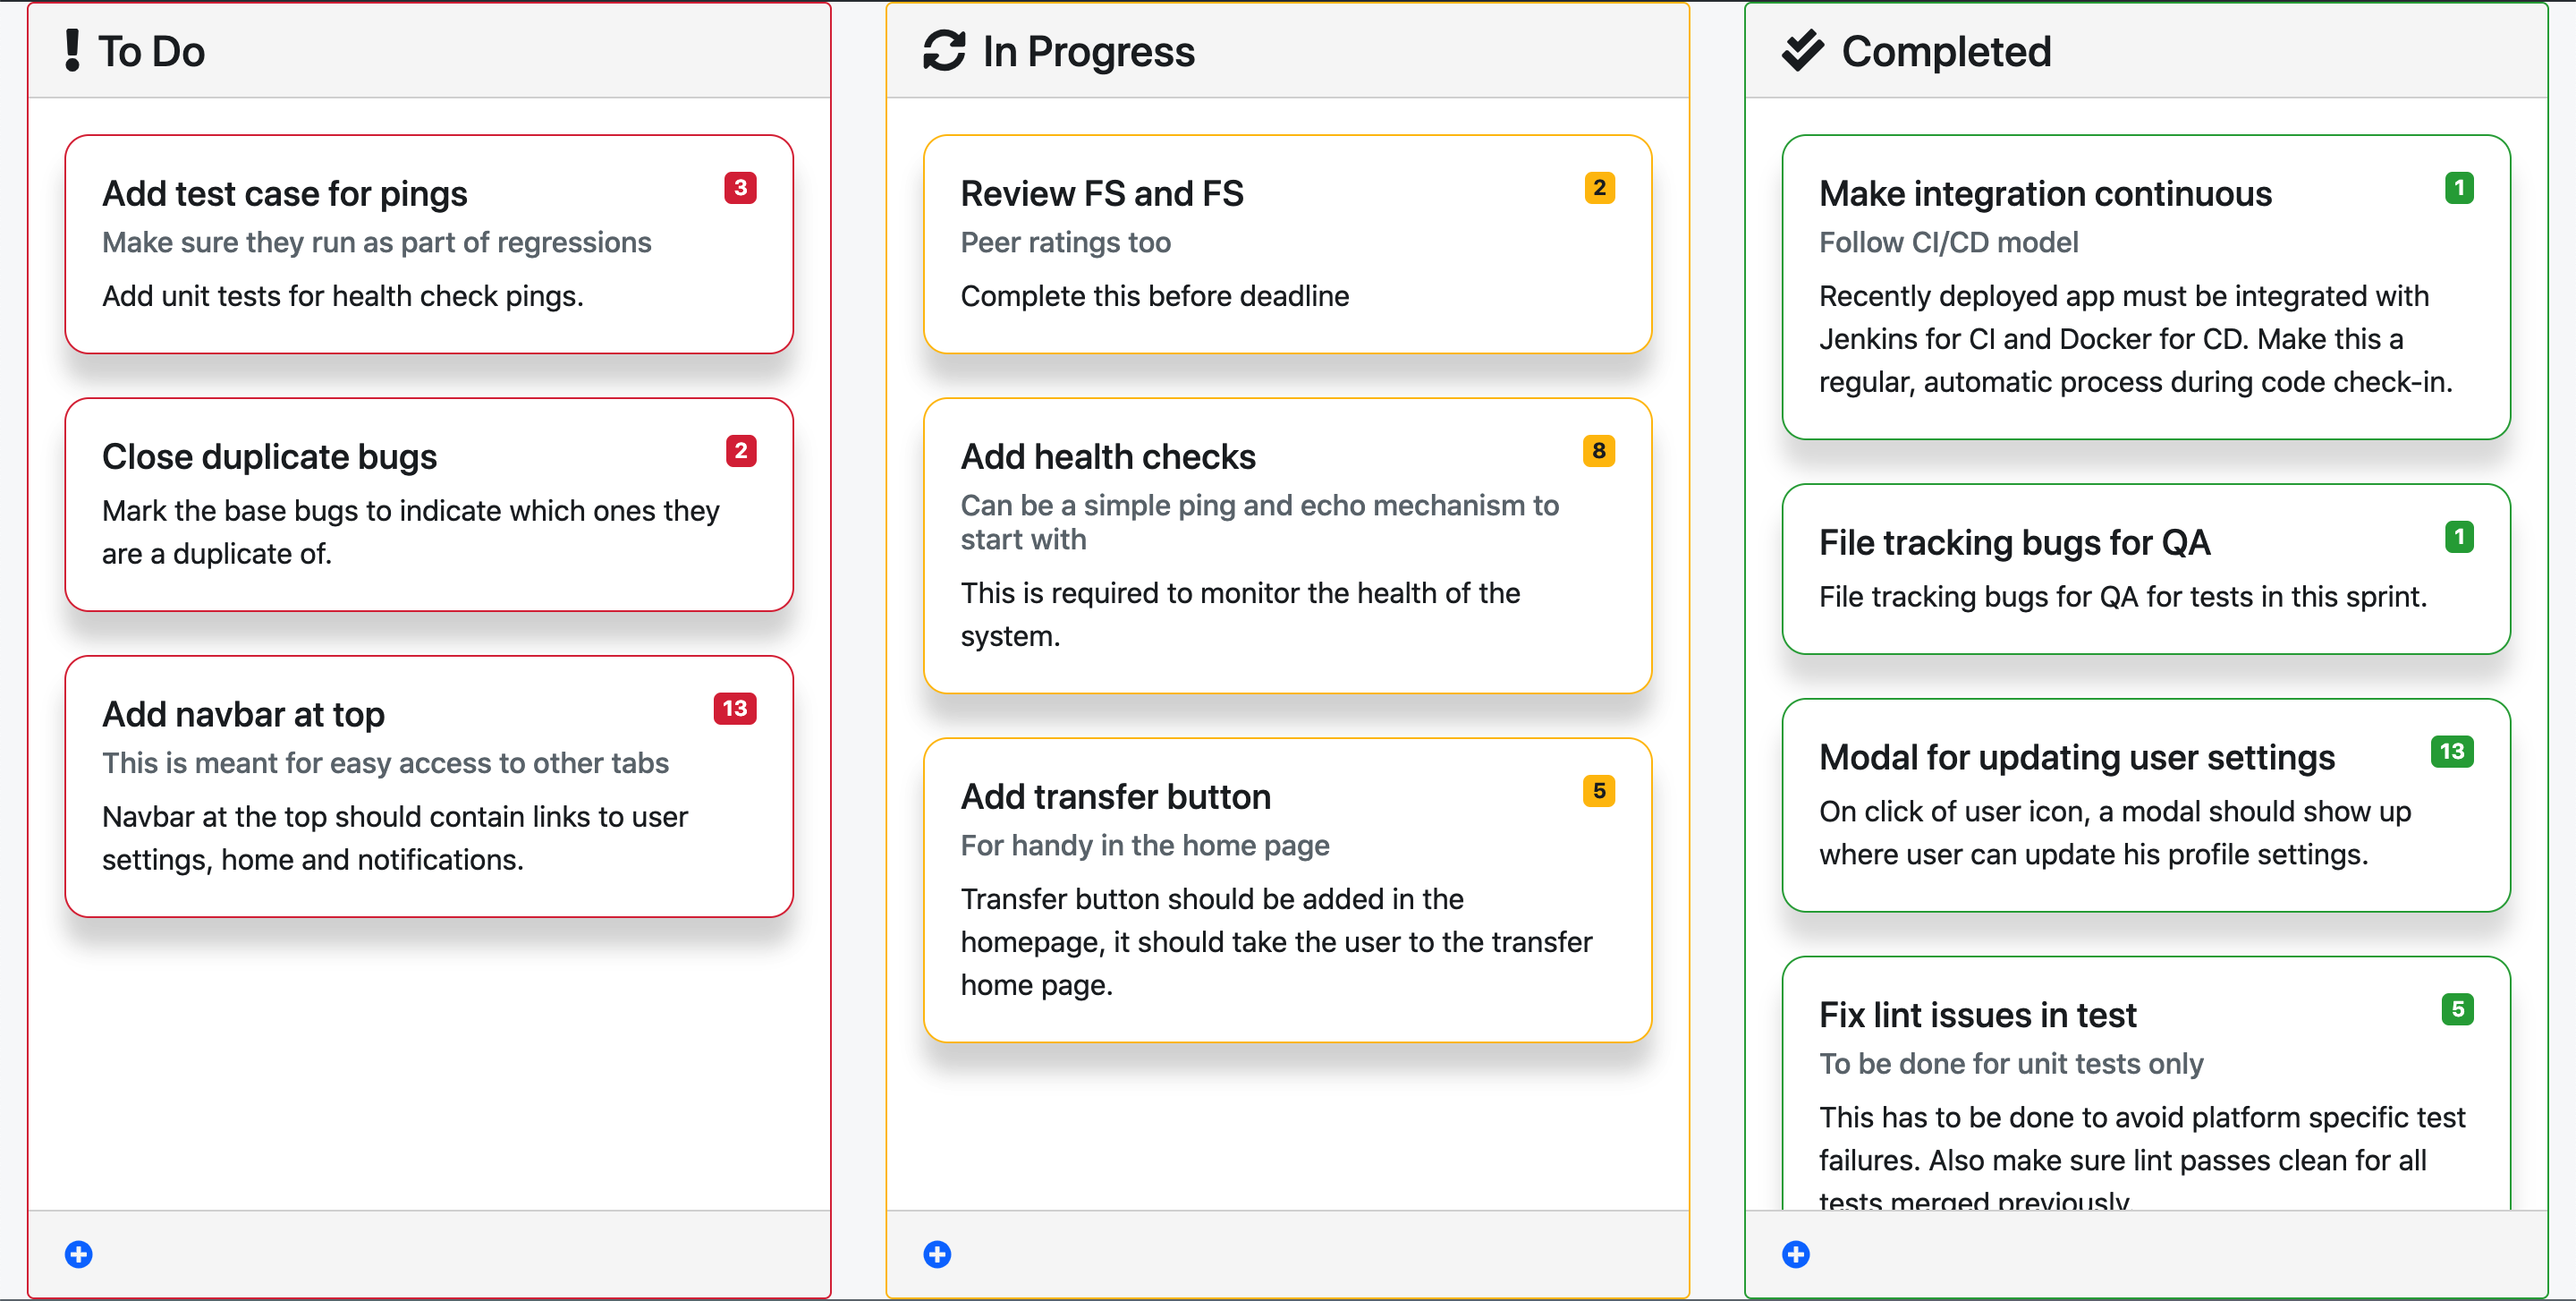 To Do
Add test case for pings
3
Make sure they run as part of regressions
Add unit tests for health check pings.
Close duplicate bugs
2
Mark the base bugs to indicate which ones they
are a duplicate of.
Add navbar at top
13
This is meant for easy access to other tabs
Navbar at the top should contain links to user
settings, home and notifications.
In Progress
Review FS and FS
2
Peer ratings too
Complete this before deadline
Add health checks
8
Can be a simple ping and echo mechanism to
start with
This is required to monitor the health of the
system.
Add transfer button
5
For handy in the home page
Transfer button should be added in the
homepage, it should take the user to the transfer
home page.
Completed
Make integration continuous
1
Follow CI/CD model
Recently deployed app must be integrated with
Jenkins for CI and Docker for CD. Make this a
regular, automatic process during code check-in.
File tracking bugs for QA
1
File tracking bugs for QA for tests in this sprint.
Modal for updating user settings
13
On click of user icon, a modal should show up
where user can update his profile settings.
Fix lint issues in test
5
To be done for unit tests only
This has to be done to avoid platform specific test
failures. Also make sure lint passes clean for all
tests merged previously.